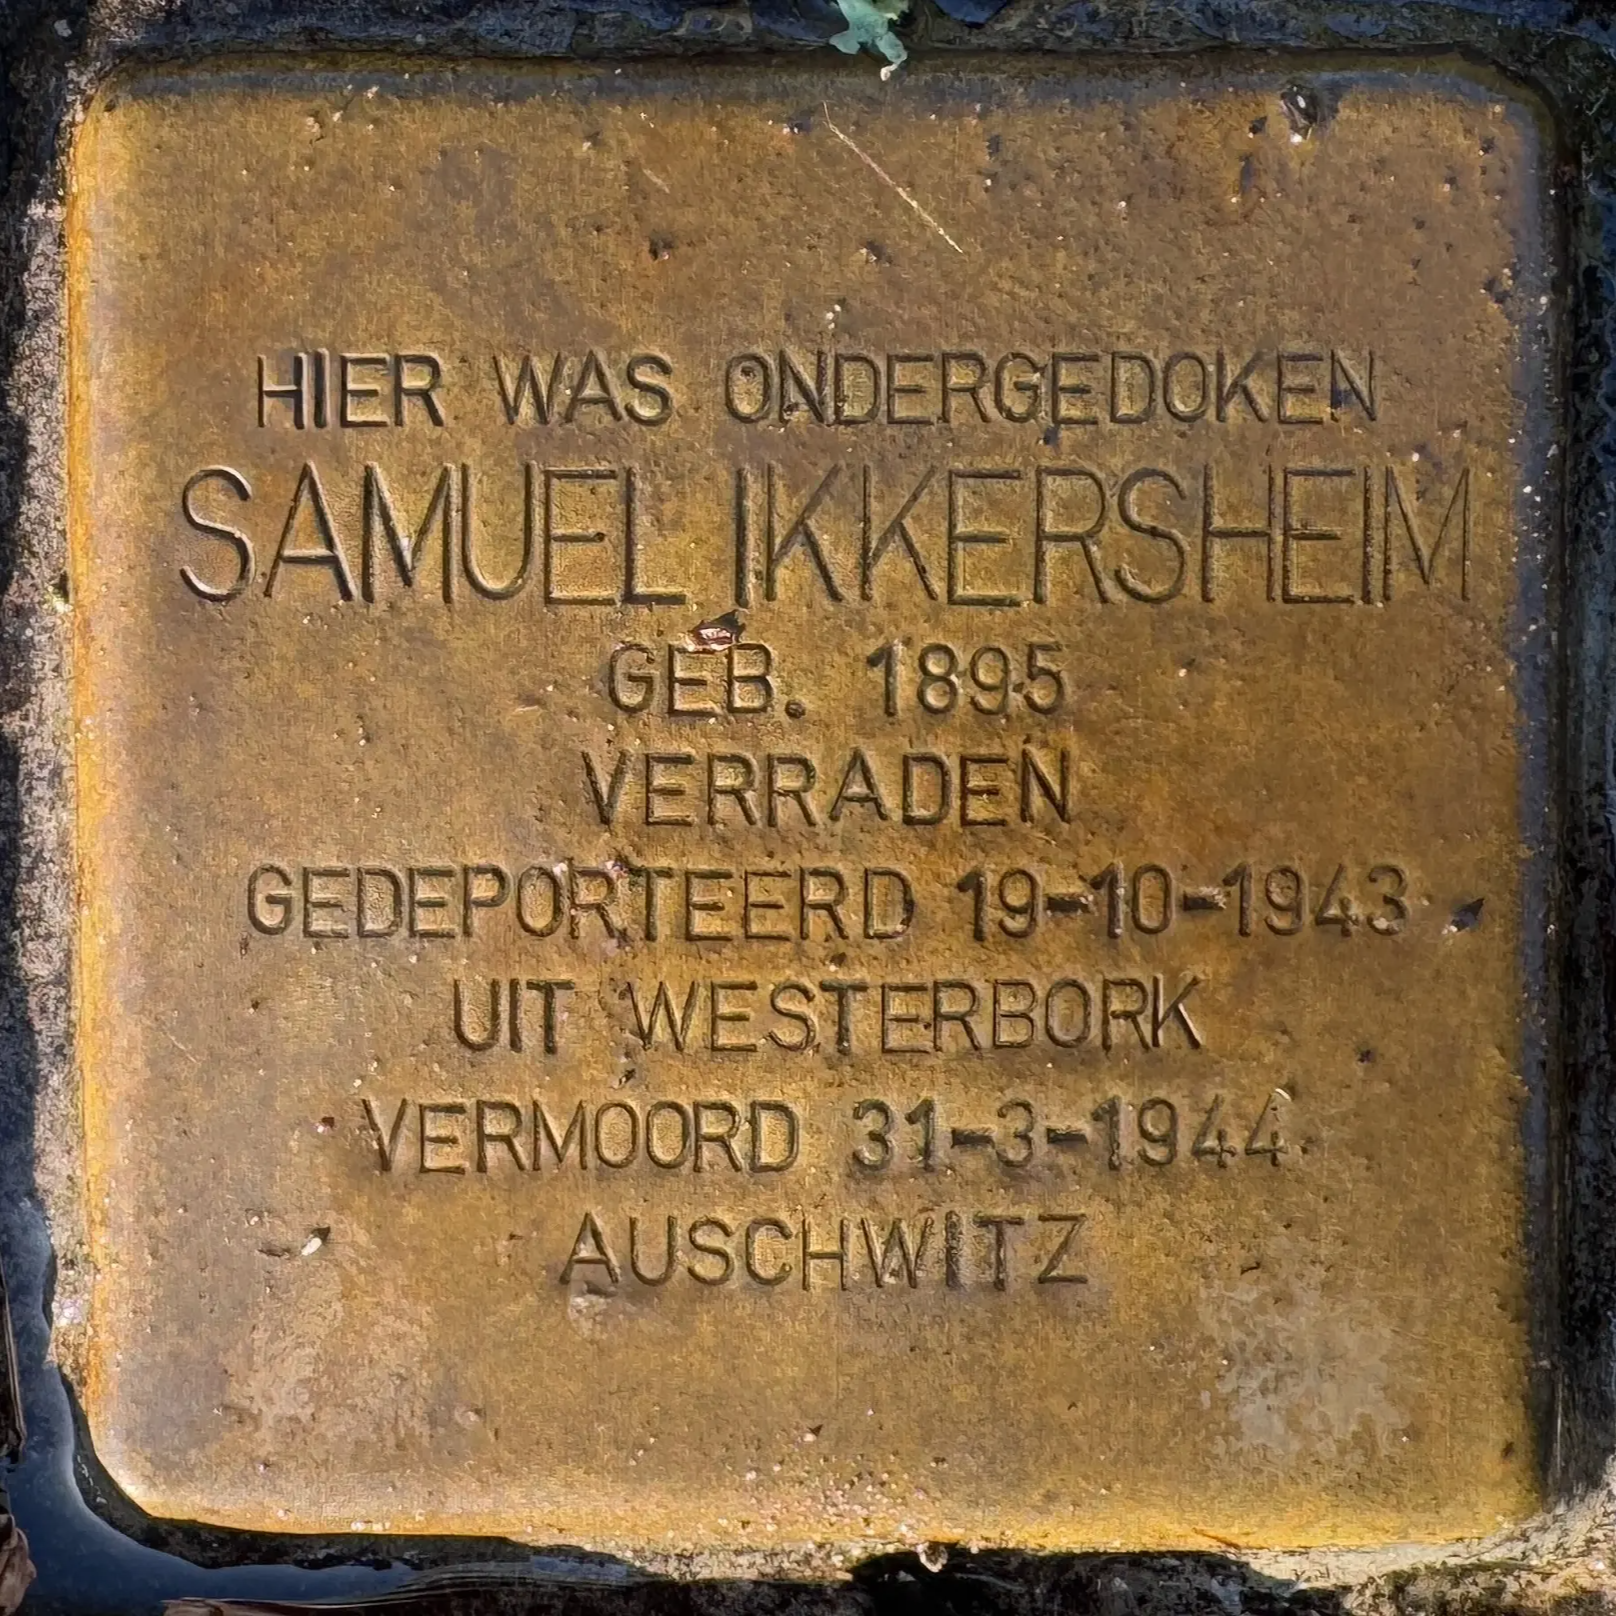 HIER WAS ONDERGEDOKEN
SAMUEL IKKERSHEIM
GEB. 1895
VERRADEN
GEDEPORTEERD 19-10-1943
UIT WESTERBORK
VERMOORD 31-3-1944
AUSCHWITZ